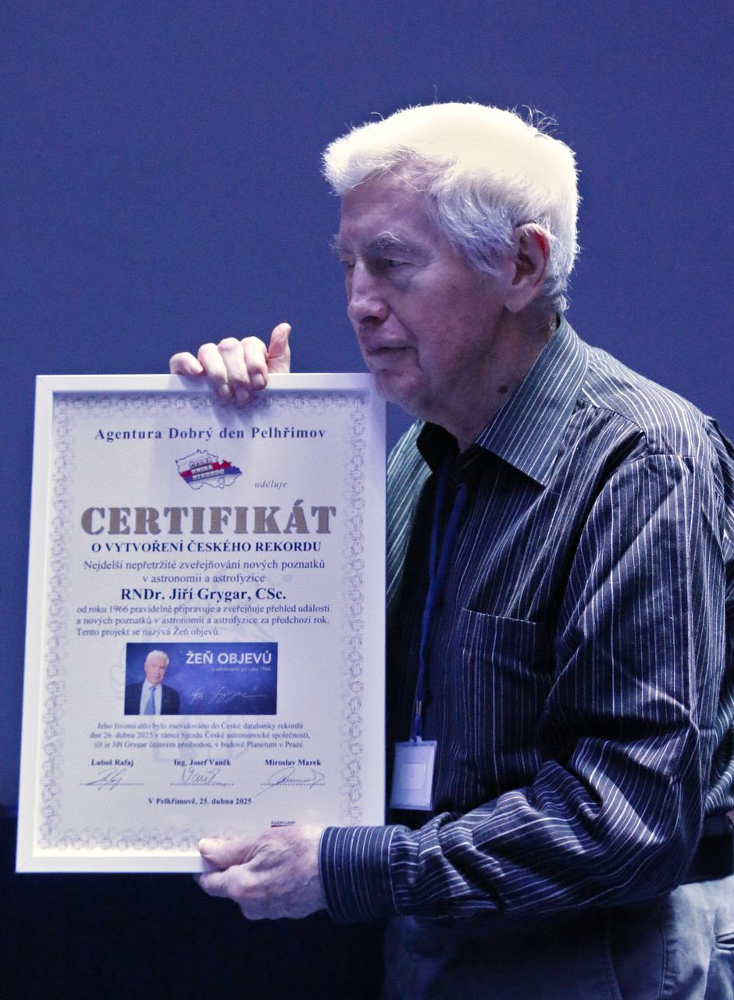 Agentura Dobrý den Pelhřimov
ČESKÁ
KNIHA
REKORDŮ
uděluje
CERTIFIKÁT
O VYTVOŘENÍ ČESKÉHO REKORDU
Nejdelší nepřetržité zveřejňování nových poznatků
v astronomii a astrofyzice
RNDr. Jiří Grygar, CSc.
od roku 1966 pravidelně připravuje a zveřejňuje přehled událostí
a nových poznatků v astronomii a astrofyzice za předchozí rok.
Tento projekt se nazývá Žeň objevů.
ŽEŇ OBJEVŮ
v astronomii od roku 1966
Jeho životní dílo bylo zaevidováno do České databanky rekordů
dne 26. dubna 2025 v rámci Sjezdu České astronomické společnosti,
jíž je Jiří Grygar čestným předsedou, v budově Planetum v Praze.
Luboš Rafaj Ing. Josef Vaněk Miroslav Marek
V Pelhřimově, 25. dubna 2025